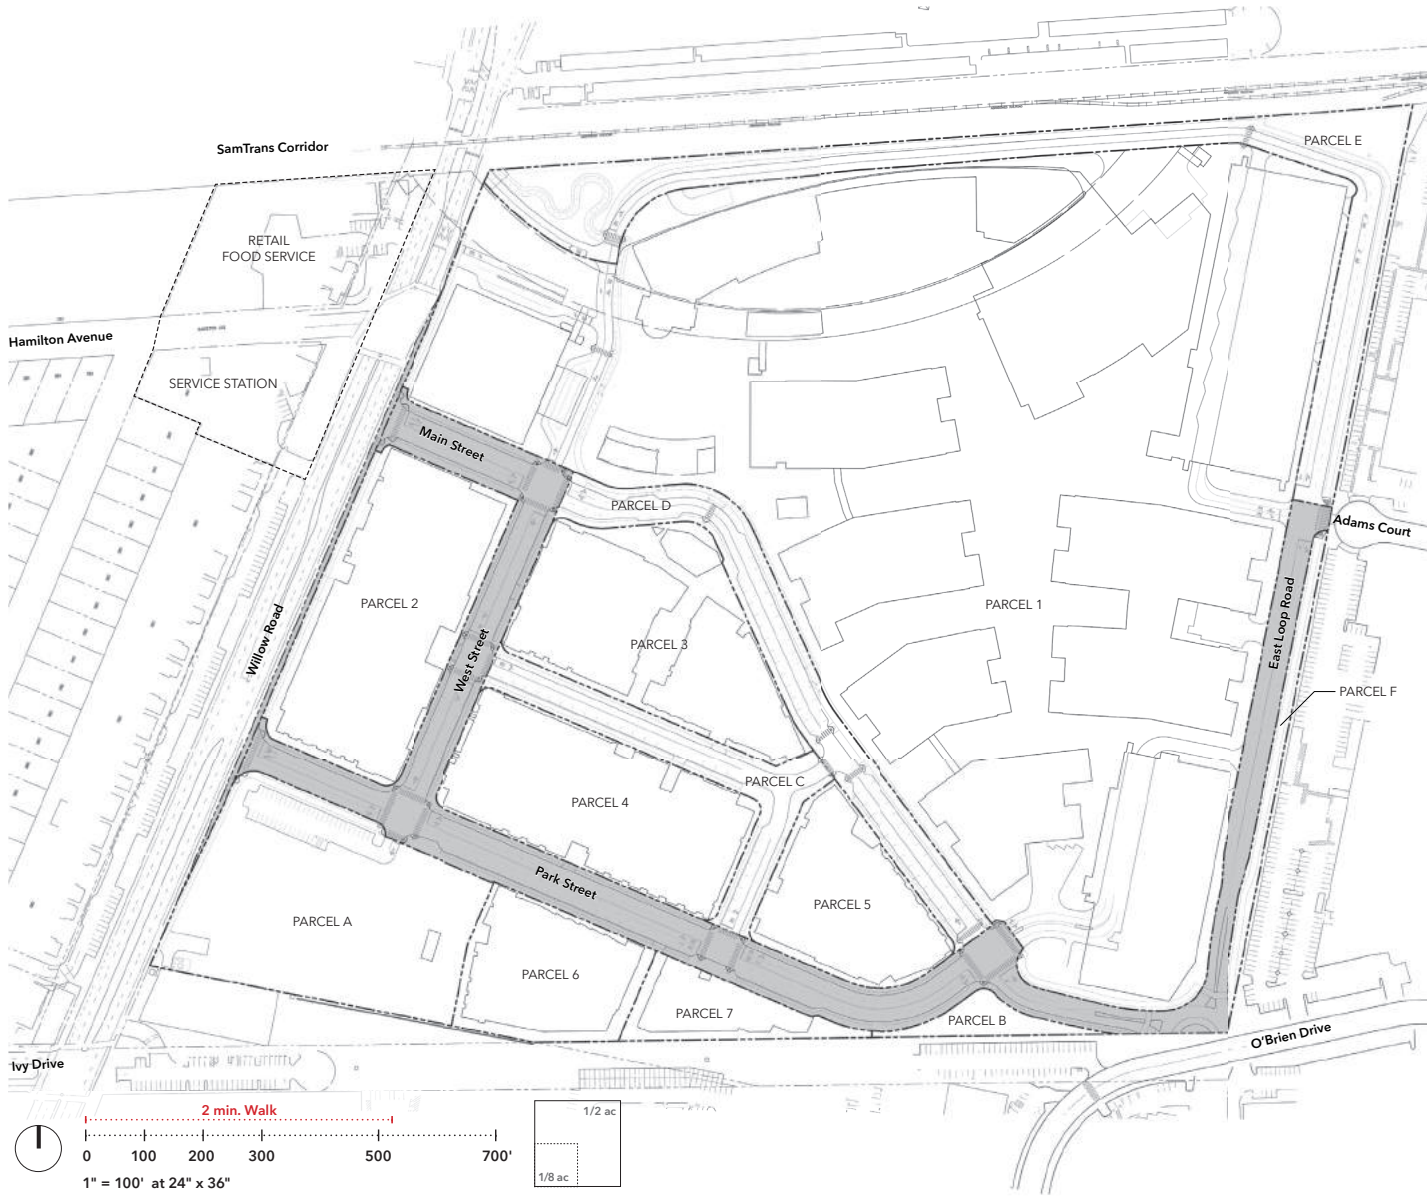 SamTrans Corridor
PARCEL E
RETAIL
FOOD SERVICE
Hamilton Avenue
SERVICE STATION
Main Street
PARCEL D
Adams Court
PARCEL 2
PARCEL 1
East Loop Road
Willow Road
West Street
PARCEL 3
PARCEL F
PARCEL C
PARCEL 4
Park Street
PARCEL 5
PARCEL A
PARCEL 6
PARCEL 7
PARCEL B
O'Brien Drive
Ivy Drive
2 min. Walk
0 100 200 300 500 700'
1" = 100' at 24" x 36"
1/2 ac
1/8 ac